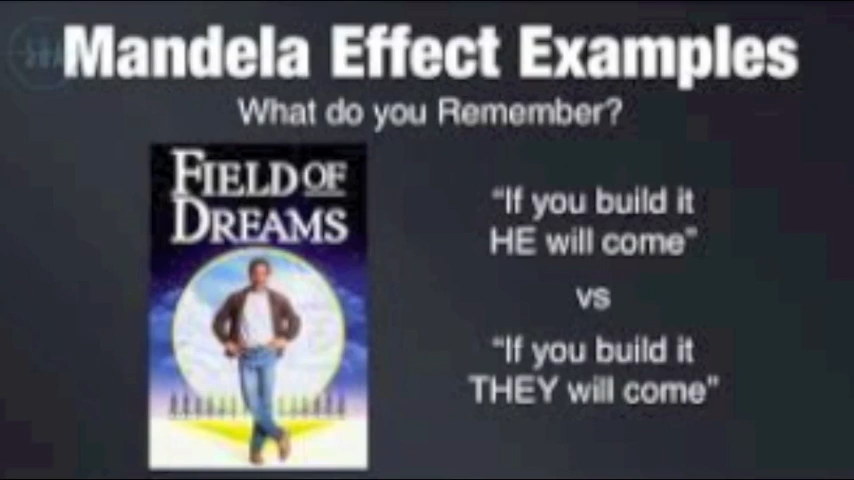 Mandela Effect Examples
What do you Remember?
FIELD OF
DREAMS
“If you build it
HE will come”
vs
“If you build it
THEY will come”